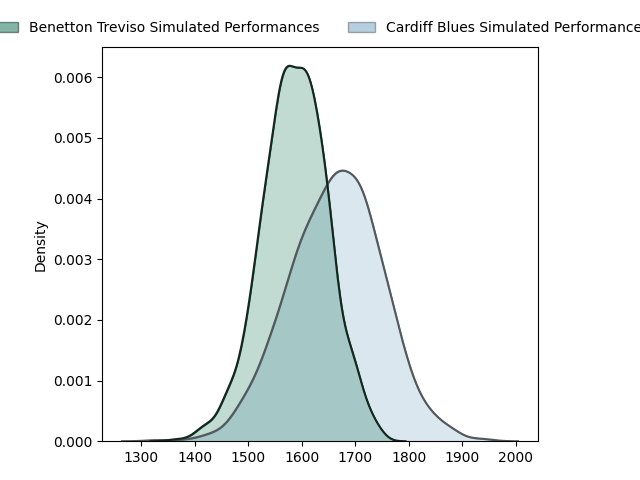 Benetton Treviso Simulated Performances
Cardiff Blues Simulated Performance
0.006
0.005
0.004
0.003
0.002
0.001
0.000
Density
1300 1400 1500 1600 1700 1800 1900 2000